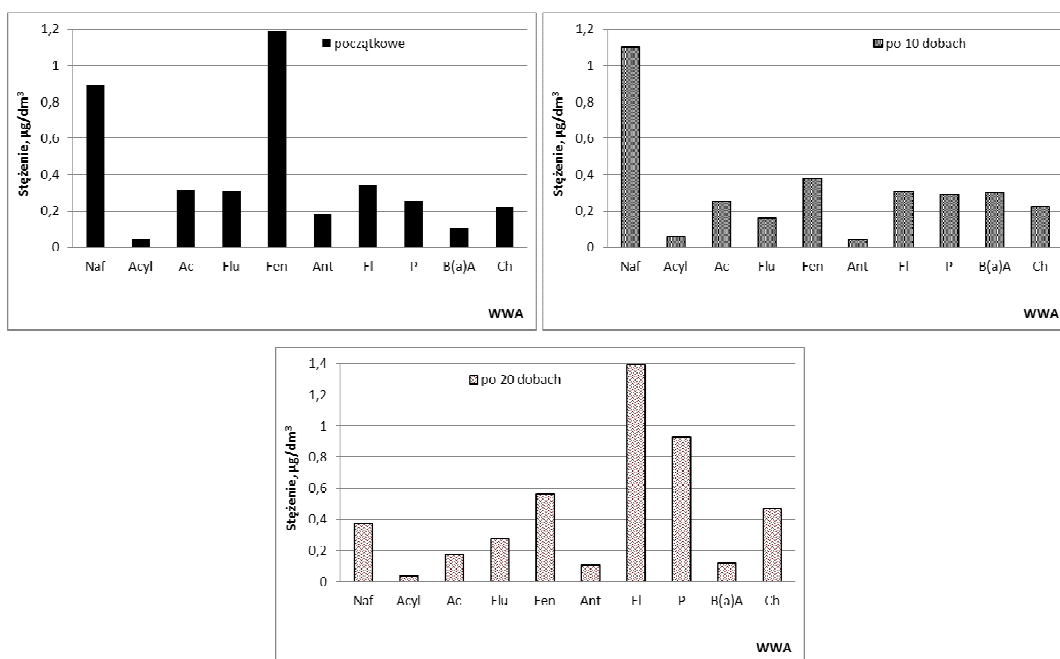 początkowe
Stężenie, µg/dm³
1,2
1
0,8
0,6
0,4
0,2
0
Naf Acyl Ac Flu Fen Ant Fl P B(a)A Ch
WWA
po 10 dobach
Stężenie, µg/dm³
1,2
1
0,8
0,6
0,4
0,2
0
Naf Acyl Ac Flu Fen Ant Fl P B(a)A Ch
WWA
po 20 dobach
Stężenie, µg/dm³
1,4
1,2
1
0,8
0,6
0,4
0,2
0
Naf Acyl Ac Flu Fen Ant Fl P B(a)A Ch
WWA